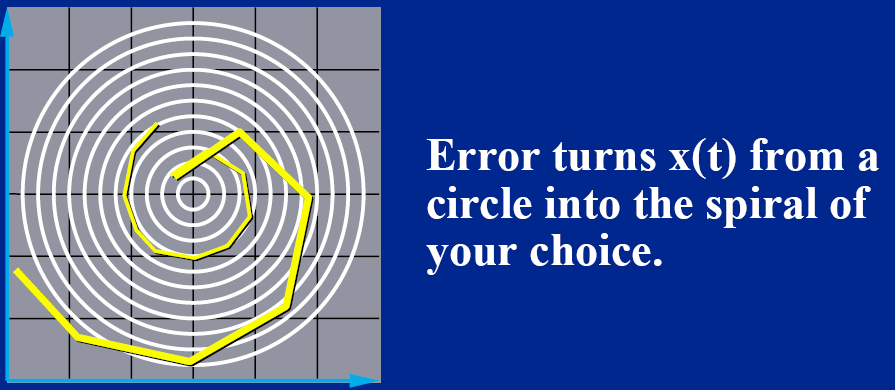 Error turns x(t) from a
circle into the spiral of
your choice.